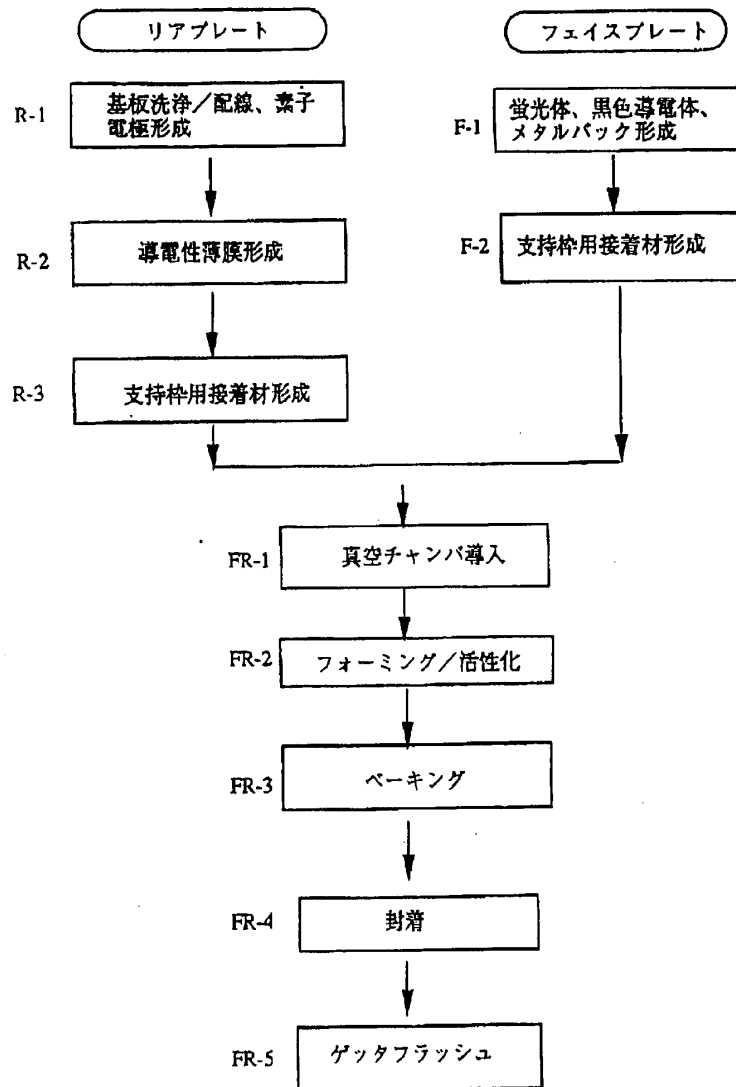 リアプレート
フェイスプレート
R-1
基板洗浄／配線、素子
電極形成
F-1
蛍光体、黒色導電体、
メタルバック形成
R-2
導電性薄膜形成
F-2
支持枠用接着材形成
R-3
支持枠用接着材形成
FR-1
真空チャンバ導入
FR-2
フォーミング／活性化
FR-3
ベーキング
FR-4
封着
FR-5
ゲッタフラッシュ